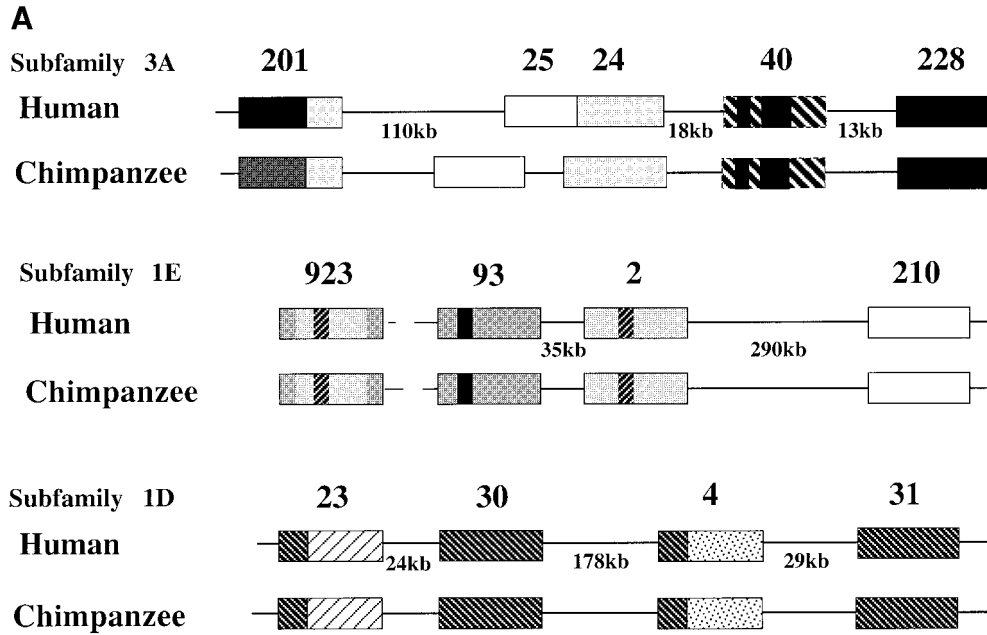 A
Subfamily 3A 201 25 24 40 228
Human
110kb 18kb 13kb
Chimpanzee
Subfamily 1E 923 93 2 210
Human
35kb 290kb
Chimpanzee
Subfamily 1D 23 30 4 31
Human
24kb 178kb 29kb
Chimpanzee